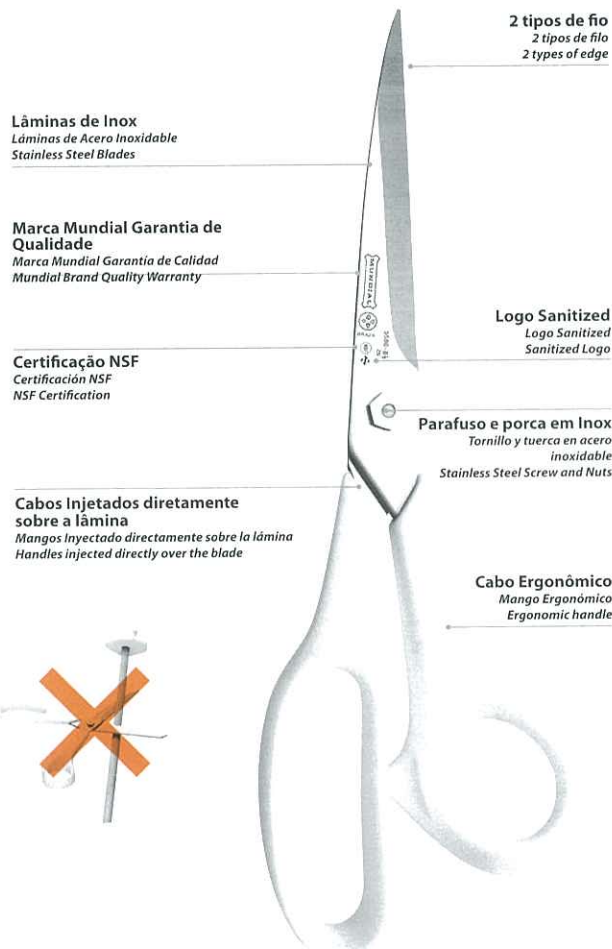 2 tipos de fio
2 tipos de filo
2 types of edge
Lâminas de Inox
Láminas de Acero Inoxidable
Stainless Steel Blades
Marca Mundial Garantia de
Qualidade
Marca Mundial Garantía de Calidad
Mundial Brand Quality Warranty
MUNDIAL
Logo Sanitized
Logo Sanitized
Sanitized Logo
Certificação NSF
Certificación NSF
NSF Certification
Parafuso e porca em Inox
Tornillo y tuerca en acero
inoxidable
Stainless Steel Screw and Nuts
Cabos Injetados diretamente
sobre a lâmina
Mangos Inyectado directamente sobre la lámina
Handles injected directly over the blade
Cabo Ergonômico
Mango Ergonómico
Ergonomic handle